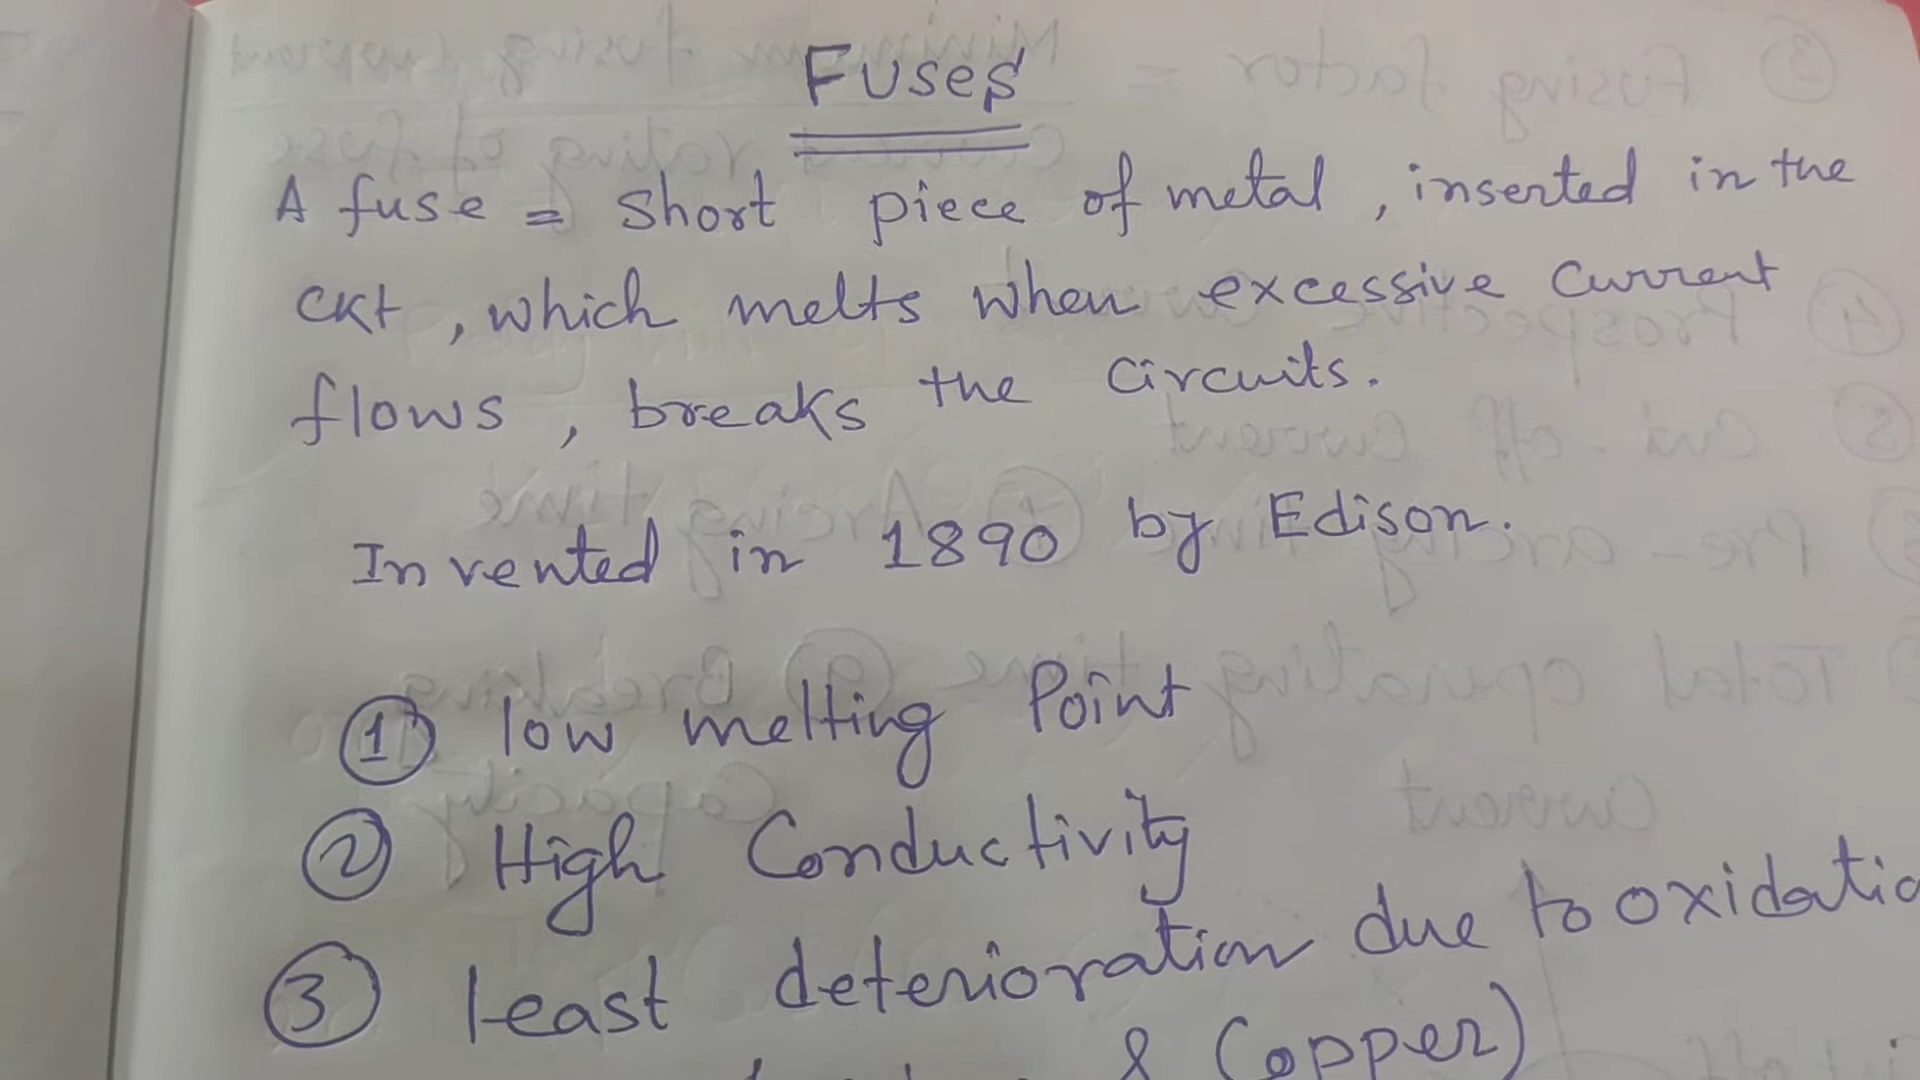 Fuses
A fuse = Short piece of metal, inserted in the
CKt, which melts when excessive Current
flows, breaks the Circuits.
Invented in 1890 by Edison.
① low melting Point
② High Conductivity
③ least deterioration due to oxidatio
& Copper)